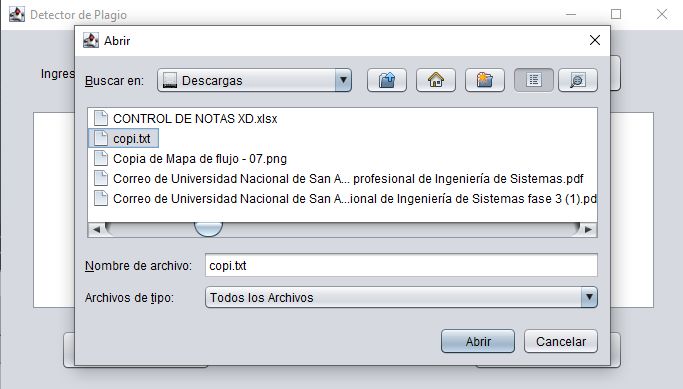 Detector de Plagio
Abrir
Ingres
Buscar en: Descargas
CONTROL DE NOTAS XD.xlsx
copi.txt
Copia de Mapa de flujo - 07.png
Correo de Universidad Nacional de San A... profesional de Ingeniería de Sistemas.pdf
Correo de Universidad Nacional de San A...ional de Ingeniería de Sistemas fase 3 (1).pd
Nombre de archivo: copi.txt
Archivos de tipo: Todos los Archivos
Abrir Cancelar